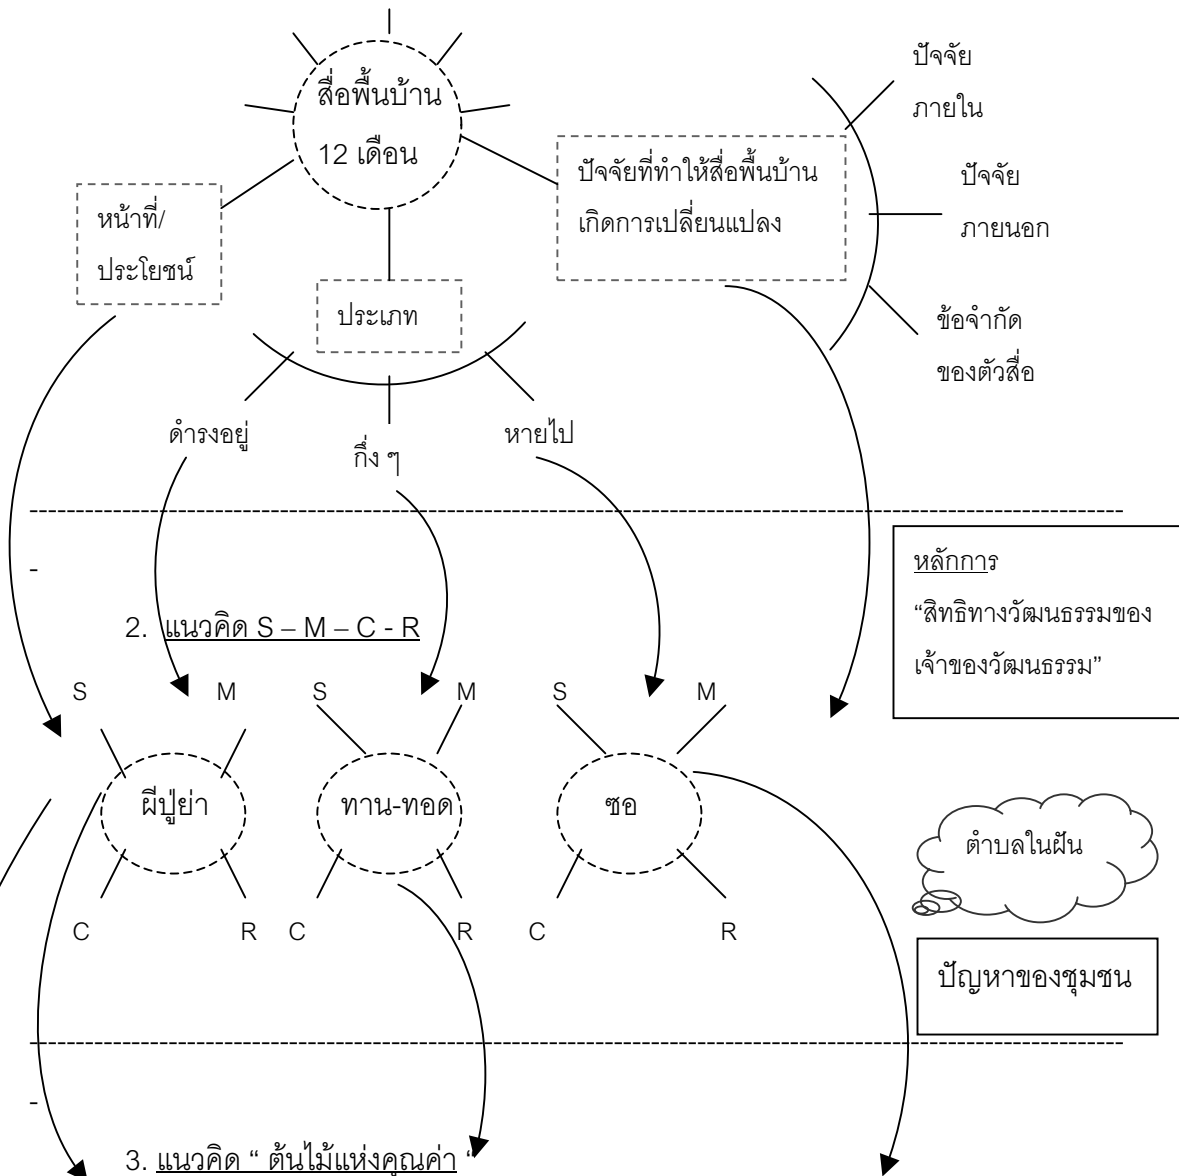 สื่อพื้นบ้าน
12 เดือน
ปัจจัย
ภายใน
ปัจจัยที่ทำให้สื่อพื้นบ้าน
เกิดการเปลี่ยนแปลง
ปัจจัย
ภายนอก
หน้าที่/
ประโยชน์
ประเภท
ข้อจำกัด
ของตัวสื่อ
ดำรงอยู่
กึ่ง ๆ
หายไป
-
หลักการ
“สิทธิทางวัฒนธรรมของ
เจ้าของวัฒนธรรม”
2. แนวคิด S – M – C - R
S M S M S M
ผีปู่ย่า ทาน-ทอด ซอ
C R C R C R
ตำบลในฝัน
ปัญหาของชุมชน
-
3. แนวคิด “ ต้นไม้แห่งคุณค่า “